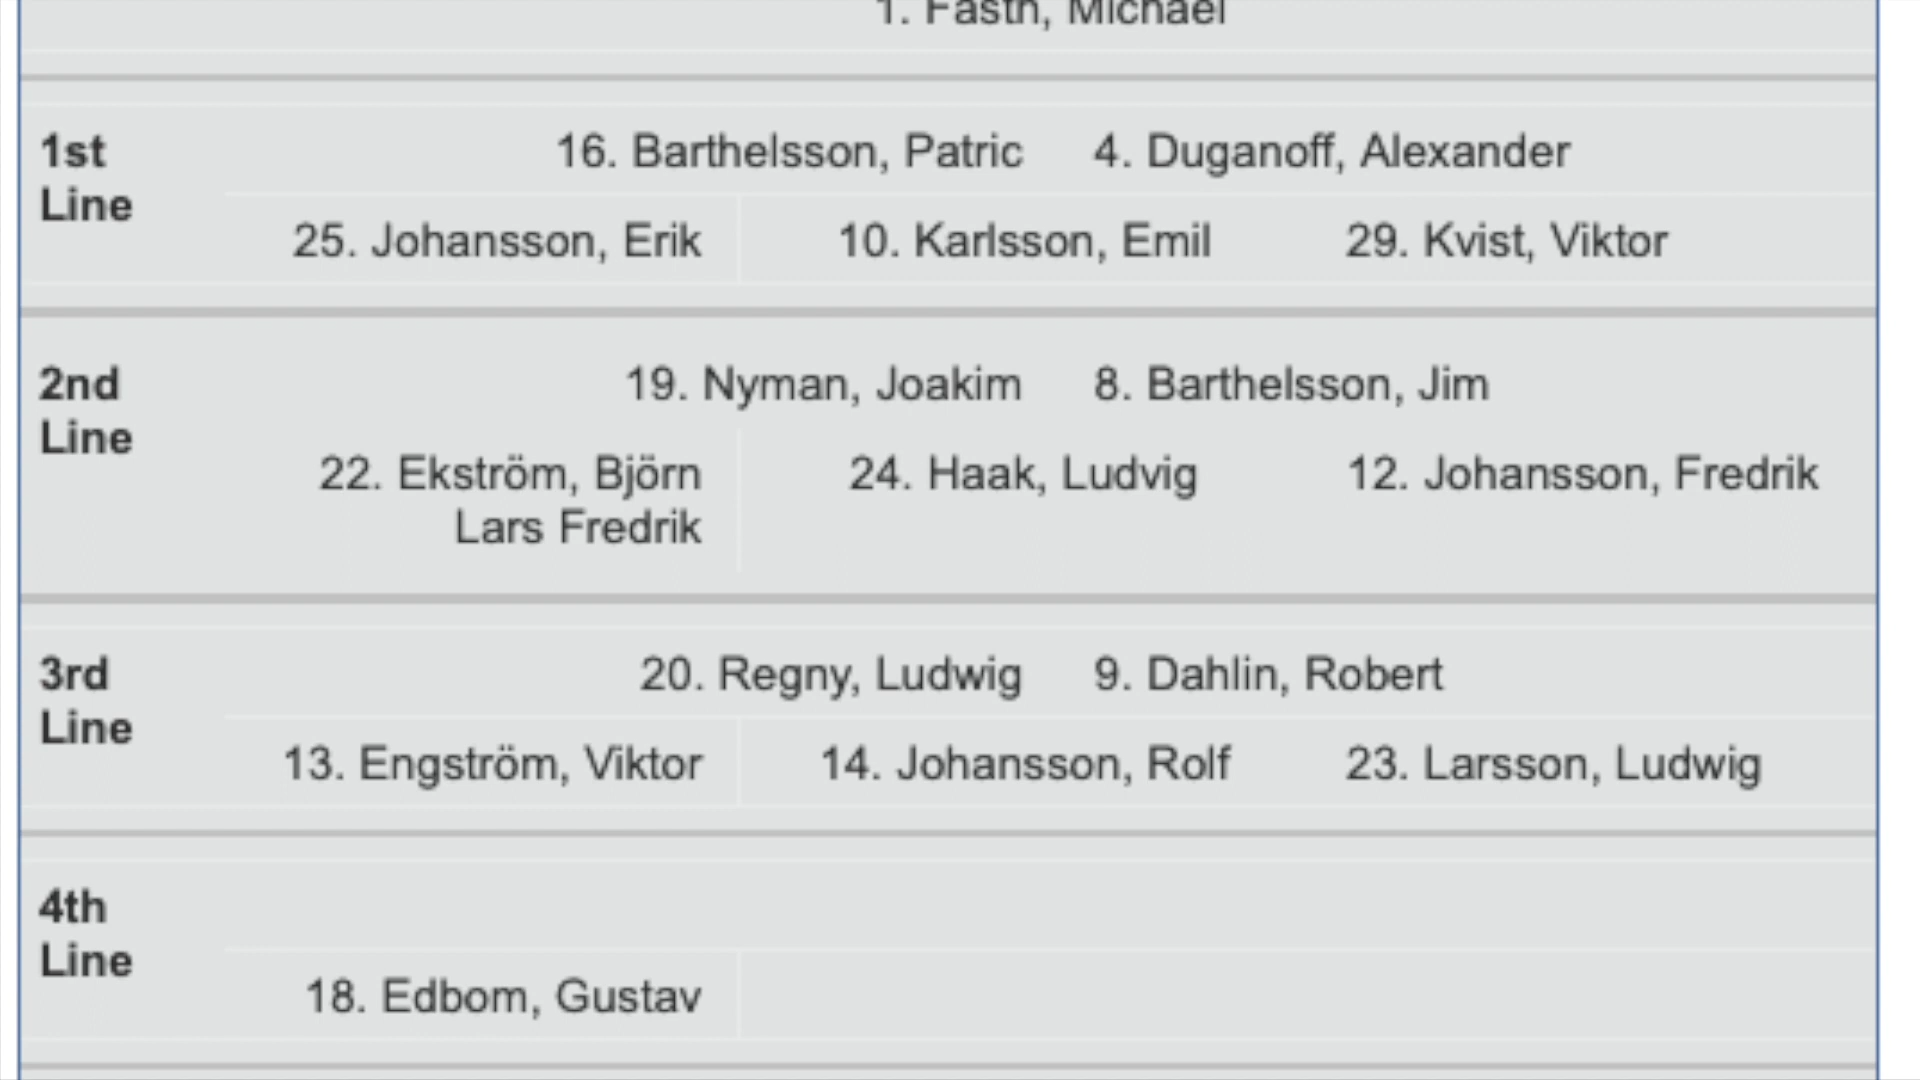 1. Fasth, Michael
1st Line
16. Barthelsson, Patric 4. Duganoff, Alexander
25. Johansson, Erik 10. Karlsson, Emil 29. Kvist, Viktor
2nd Line
19. Nyman, Joakim 8. Barthelsson, Jim
22. Ekström, Björn Lars Fredrik 24. Haak, Ludvig 12. Johansson, Fredrik
3rd Line
20. Regny, Ludwig 9. Dahlin, Robert
13. Engström, Viktor 14. Johansson, Rolf 23. Larsson, Ludwig
4th Line
18. Edbom, Gustav